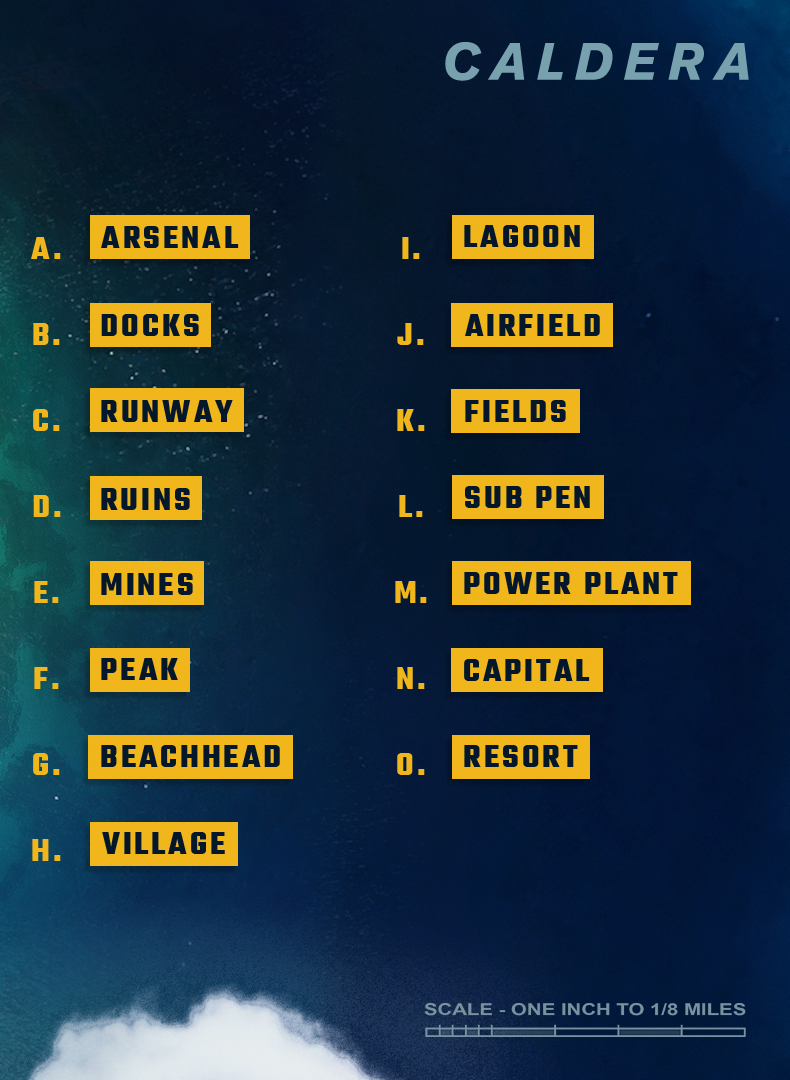 CALDERA
A. ARSENAL
B. DOCKS
C. RUNWAY
D. RUINS
E. MINES
F. PEAK
G. BEACHHEAD
H. VILLAGE
I. LAGOON
J. AIRFIELD
K. FIELDS
L. SUB PEN
M. POWER PLANT
N. CAPITAL
O. RESORT
SCALE - ONE INCH TO 1/8 MILES